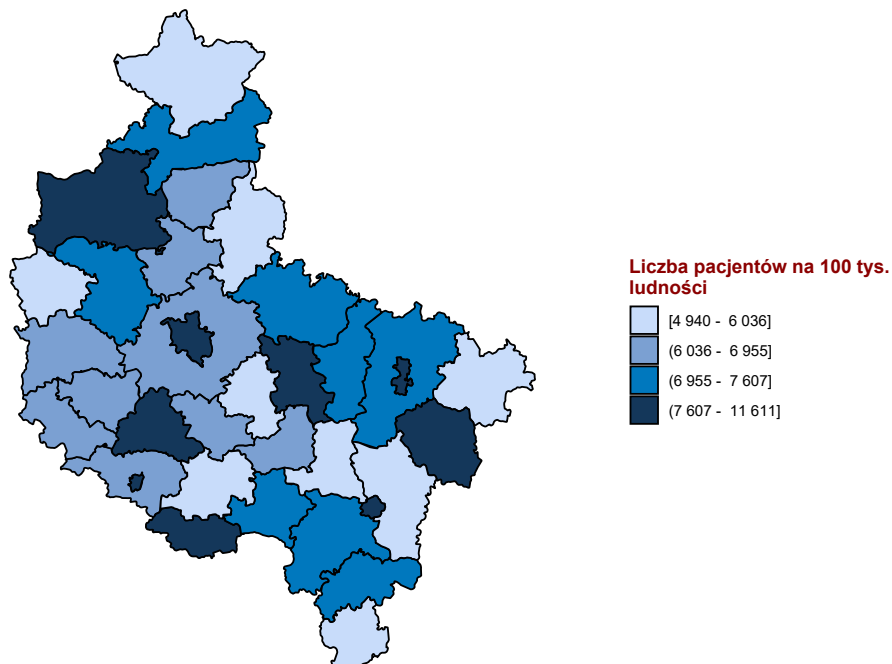 Liczba pacjentów na 100 tys.
ludności
[4 940 - 6 036]
(6 036 - 6 955]
(6 955 - 7 607]
(7 607 - 11 611]